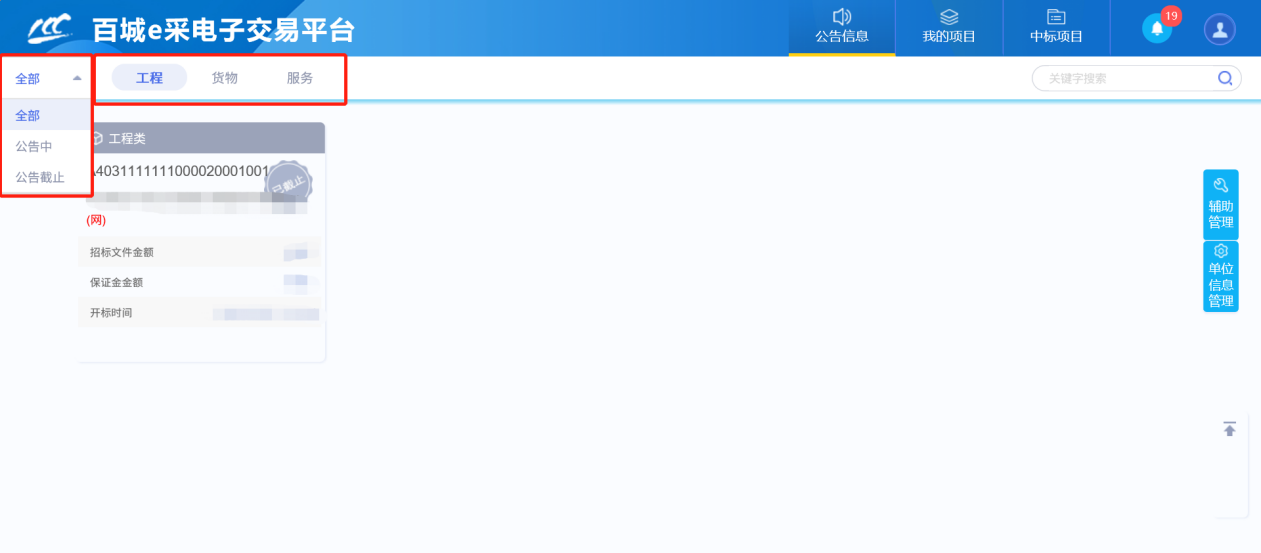 百城e采电子交易平台
公告信息
我的项目
中标项目
19
全部
工程 货物 服务
关键字搜索
全部
公告中
公告截止
工程类
A4031111111000020001001
已截止
(网)
招标文件金额
保证金金额
开标时间
辅助
管理
单位
信息
管理